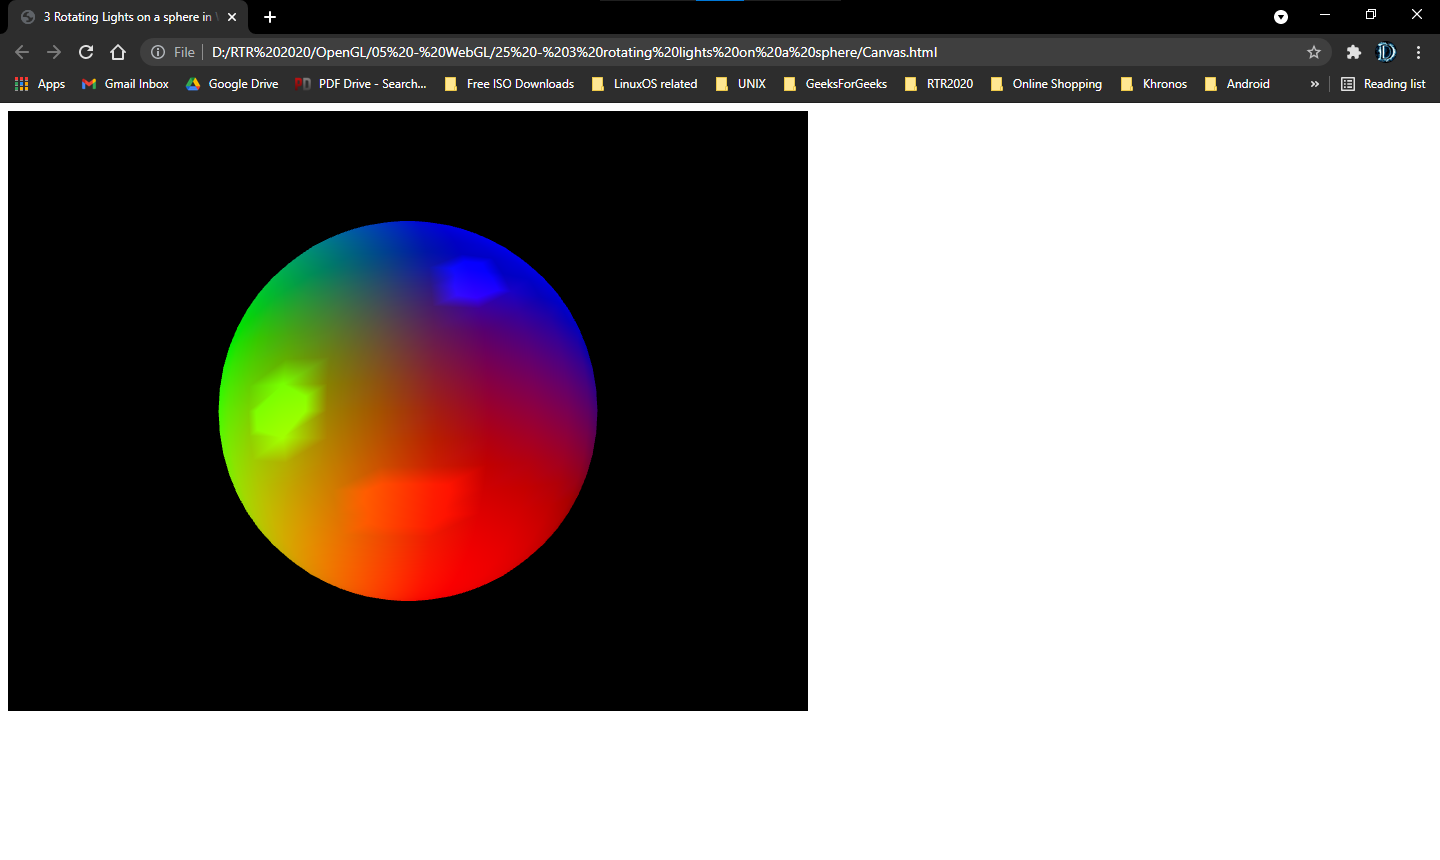 3 Rotating Lights on a sphere in
File D:/RTR%202020/OpenGL/05%20-%20WebGL/25%20-%203%20rotating%20lights%20on%20a%20sphere/Canvas.html
Apps Gmail Inbox Google Drive PDF Drive - Search... Free ISO Downloads LinuxOS related UNIX GeeksForGeeks RTR2020 Online Shopping Khronos Android » Reading list